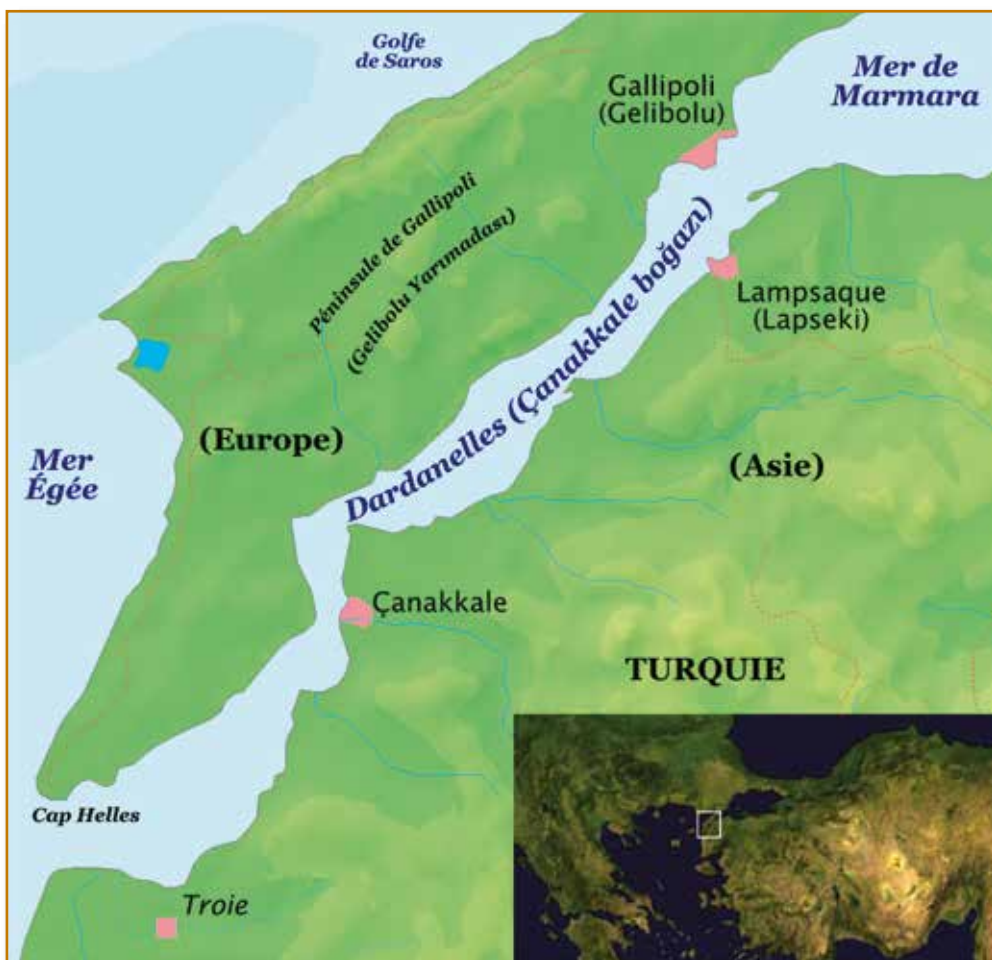 Golfe
de Saros
Mer de
Marmara
Gallipoli
(Gelibolu)
Péninsule de Gallipoli
(Gelibolu Yarımadası)
Lampsaque
(Lapseki)
Dardanelles (Çanakkale boğazı)
(Europe)
(Asie)
Mer
Égée
Çanakkale
TURQUIE
Cap Helles
Troie